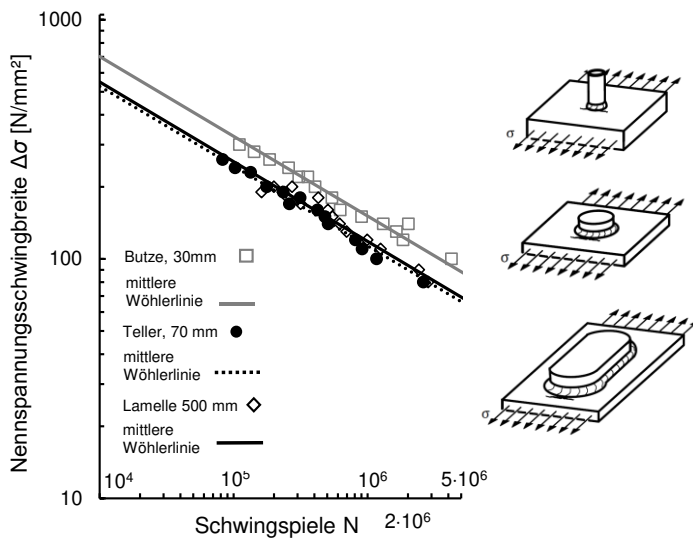 1000
100
10
Nennspannungsschwingbreite Δσ [N/mm²]
Butze, 30mm
mittlere
Wöhlerlinie
Teller, 70 mm
mittlere
Wöhlerlinie
Lamelle 500 mm
mittlere
Wöhlerlinie
10⁴ 10⁵ 10⁶ 5·10⁶
Schwingspiele N 2·10⁶
σ
σ
σ